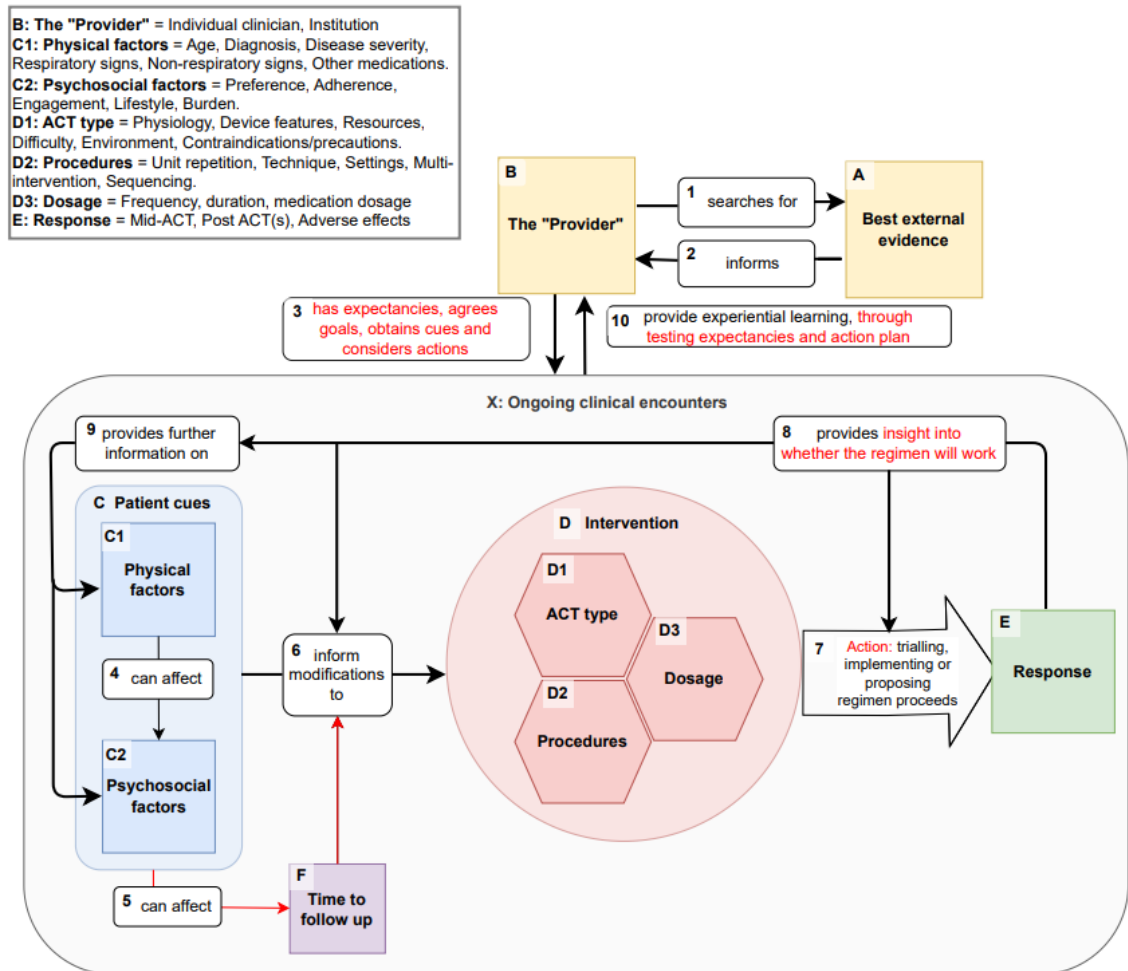 B: The "Provider" = Individual clinician, Institution
C1: Physical factors = Age, Diagnosis, Disease severity,
Respiratory signs, Non-respiratory signs, Other medications.
C2: Psychosocial factors = Preference, Adherence,
Engagement, Lifestyle, Burden.
D1: ACT type = Physiology, Device features, Resources,
Difficulty, Environment, Contraindications/precautions.
D2: Procedures = Unit repetition, Technique, Settings, Multi-
intervention, Sequencing.
D3: Dosage = Frequency, duration, medication dosage
E: Response = Mid-ACT, Post ACT(s), Adverse effects
B
The "Provider"
1 searches for
2 informs
A
Best external
evidence
3 has expectancies, agrees
goals, obtains cues and
considers actions
10 provide experiential learning, through
testing expectancies and action plan
X: Ongoing clinical encounters
9 provides further
information on
8 provides insight into
whether the regimen will work
C Patient cues
C1
Physical
factors
4 can affect
C2
Psychosocial
factors
5 can affect
6 inform
modifications
to
F
Time to
follow up
D Intervention
D1
ACT type
D3
Dosage
D2
Procedures
7 Action: trialling,
implementing or
proposing
regimen proceeds
E
Response